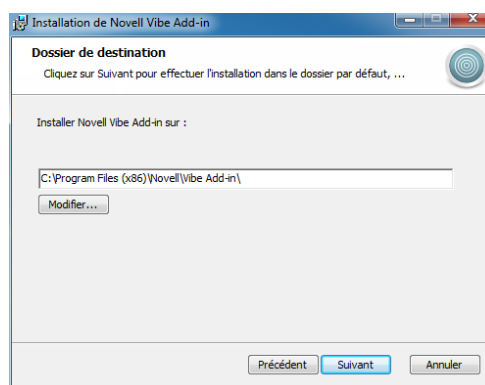 Installation de Novell Vibe Add-in
Dossier de destination
Cliquez sur Suivant pour effectuer l'installation dans le dossier par défaut, ...
Installer Novell Vibe Add-in sur :
C:\Program Files (x86)\Novell\Vibe Add-in\
Modifier...
Précédent Suivant Annuler